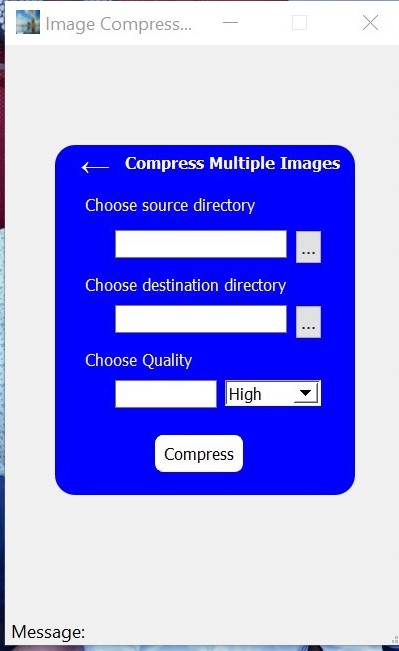 Image Compress...
← Compress Multiple Images
Choose source directory
...
Choose destination directory
...
Choose Quality
High
Compress
Message: